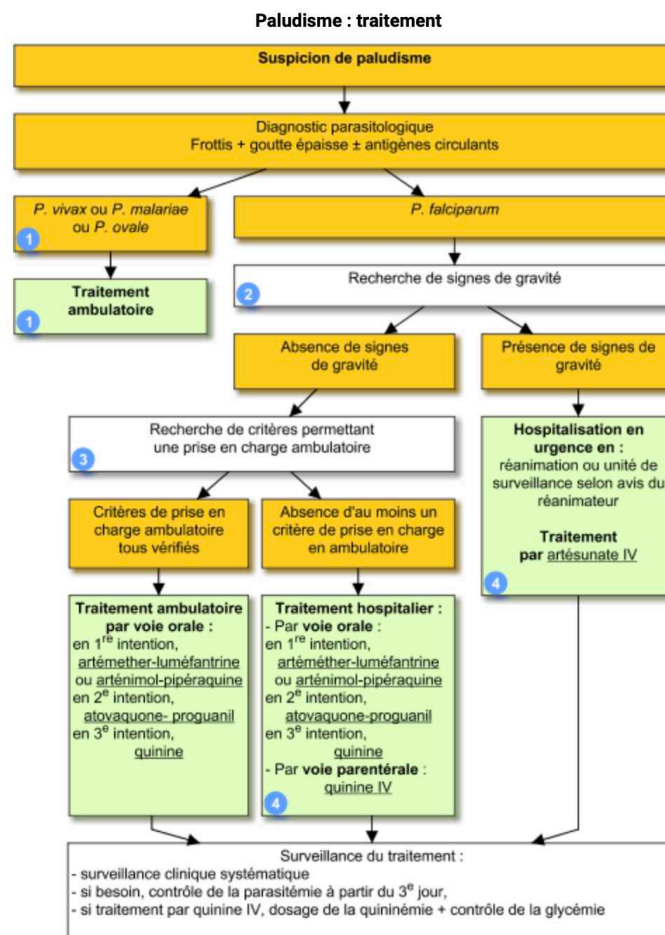 Paludisme : traitement
Suspicion de paludisme
Diagnostic parasitologique
Frottis + goutte épaisse ± antigènes circulants
P. vivax ou P. malariae
ou P. ovale
1
P. falciparum
Traitement
ambulatoire
1
Recherche de signes de gravité
2
Absence de signes
de gravité
Présence de signes de
gravité
Recherche de critères permettant
une prise en charge ambulatoire
3
Hospitalisation en
urgence en :
réanimation ou unité de
surveillance selon avis du
réanimateur
Traitement
par artésunate IV
4
Critères de prise en
charge ambulatoire
tous vérifiés
Absence d'au moins un
critère de prise en charge
en ambulatoire
Traitement ambulatoire
par voie orale :
en 1re intention,
artémether-luméfantrine
ou arténimol-pipéraquine
en 2e intention,
atovaquone- proguanil
en 3e intention,
quinine
Traitement hospitalier :
- Par voie orale :
en 1re intention,
artéméther-luméfantrine
ou arténimol-pipéraquine
en 2e intention,
atovaquone-proguanil
en 3e intention,
quinine
- Par voie parentérale :
quinine IV
4
Surveillance du traitement :
- surveillance clinique systématique
- si besoin, contrôle de la parasitémie à partir du 3e jour,
- si traitement par quinine IV, dosage de la quininémie + contrôle de la glycémie